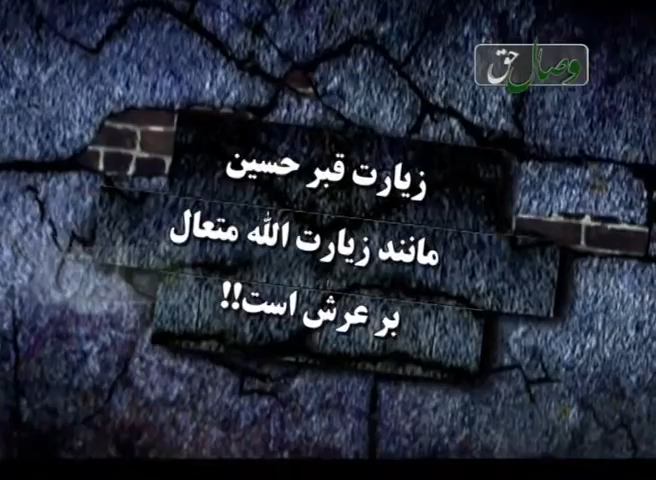 وصال حق
زیارت قبر حسین
مانند زیارت الله متعال
بر عرش است!!